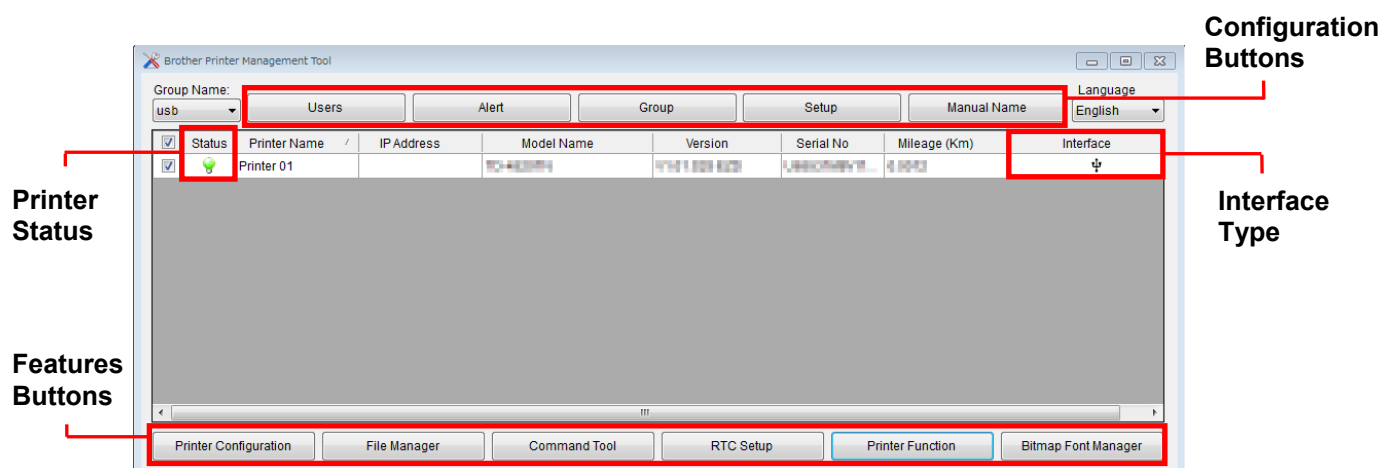 Configuration
Buttons
Brother Printer Management Tool
Group Name:
Language
usb
Users
Alert
Group
Setup
Manual Name
English
Status
Printer Name
IP Address
Model Name
Version
Serial No
Mileage (Km)
Interface
Printer 01
Printer
Status
Interface
Type
Features
Buttons
Printer Configuration
File Manager
Command Tool
RTC Setup
Printer Function
Bitmap Font Manager